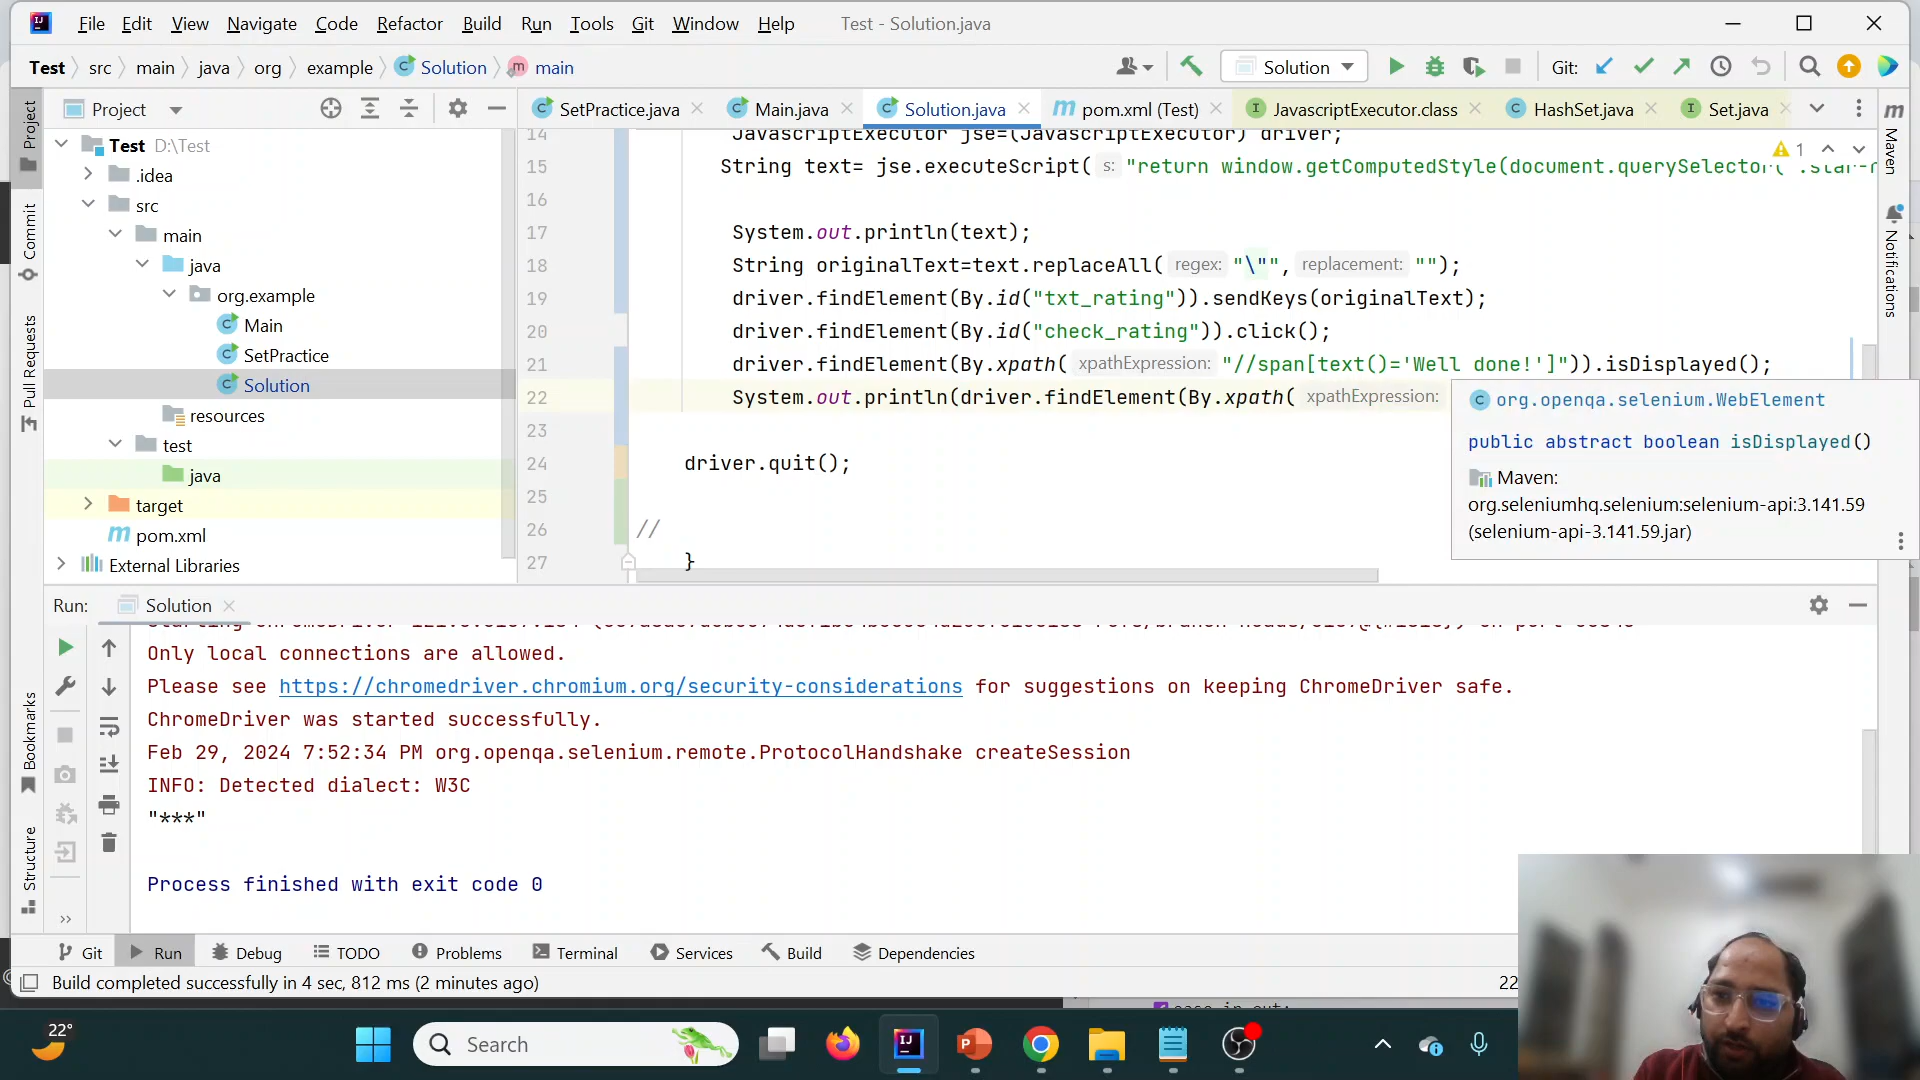 File Edit View Navigate Code Refactor Build Run Tools Git Window Help Test - Solution.java
Test src main java org example Solution main Solution Git:
Project SetPractice.java Main.java Solution.java pom.xml (Test) JavascriptExecutor.class HashSet.java Set.java
Test D:\Test
.idea
src
main
java
org.example
Main
SetPractice
Solution
resources
test
java
target
pom.xml
External Libraries
14 JavascriptExecutor jse=(JavascriptExecutor) driver;
15 String text= jse.executeScript( s: "return window.getComputedStyle(document.querySelector('.star-r
1
16
17 System.out.println(text);
18 String originalText=text.replaceAll( regex: "\"", replacement: "");
19 driver.findElement(By.id("txt_rating")).sendKeys(originalText);
20 driver.findElement(By.id("check_rating")).click();
21 driver.findElement(By.xpath( xpathExpression: "//span[text()='Well done!']")).isDisplayed();
22 System.out.println(driver.findElement(By.xpath( xpathExpression:
23
24 driver.quit();
25
26 //
27 }
org.openqa.selenium.WebElement
public abstract boolean isDisplayed()
Maven:
org.seleniumhq.selenium:selenium-api:3.141.59
(selenium-api-3.141.59.jar)
Project
Commit
Pull Requests
Bookmarks
Structure
Maven
Notifications
Run: Solution
Only local connections are allowed.
Please see https://chromedriver.chromium.org/security-considerations for suggestions on keeping ChromeDriver safe.
ChromeDriver was started successfully.
Feb 29, 2024 7:52:34 PM org.openqa.selenium.remote.ProtocolHandshake createSession
INFO: Detected dialect: W3C
"***"
Process finished with exit code 0
Git Run Debug TODO Problems Terminal Services Build Dependencies
Build completed successfully in 4 sec, 812 ms (2 minutes ago) 22
22°
Search